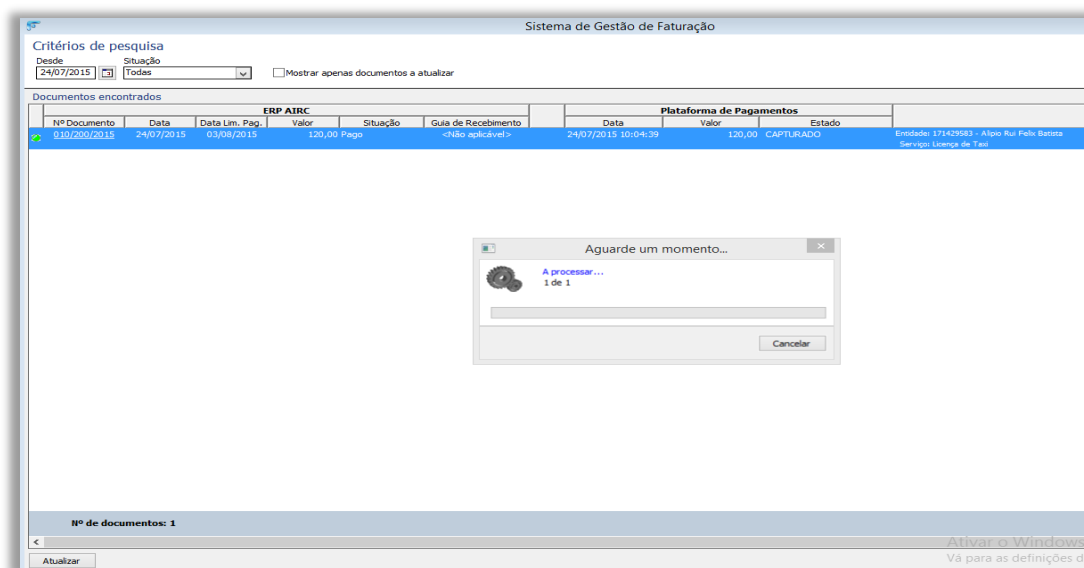 Sistema de Gestão de Faturação
Critérios de pesquisa
Desde Situação
24/07/2015 Todas Mostrar apenas documentos a atualizar
Documentos encontrados
ERP AIRC Plataforma de Pagamentos
Nº Documento Data Data Lim. Pag. Valor Situação Guia de Recebimento Data Valor Estado
010/200/2015 24/07/2015 03/08/2015 120,00 Pago <Não aplicável> 24/07/2015 10:04:39 120,00 CAPTURADO Entidade: 171429583 - Alipio Rui Felix Batista
Serviço: Licença de Taxi
Aguarde um momento...
A processar...
1 de 1
Cancelar
Nº de documentos: 1
Ativar o Windows
Atualizar Vá para as definições d